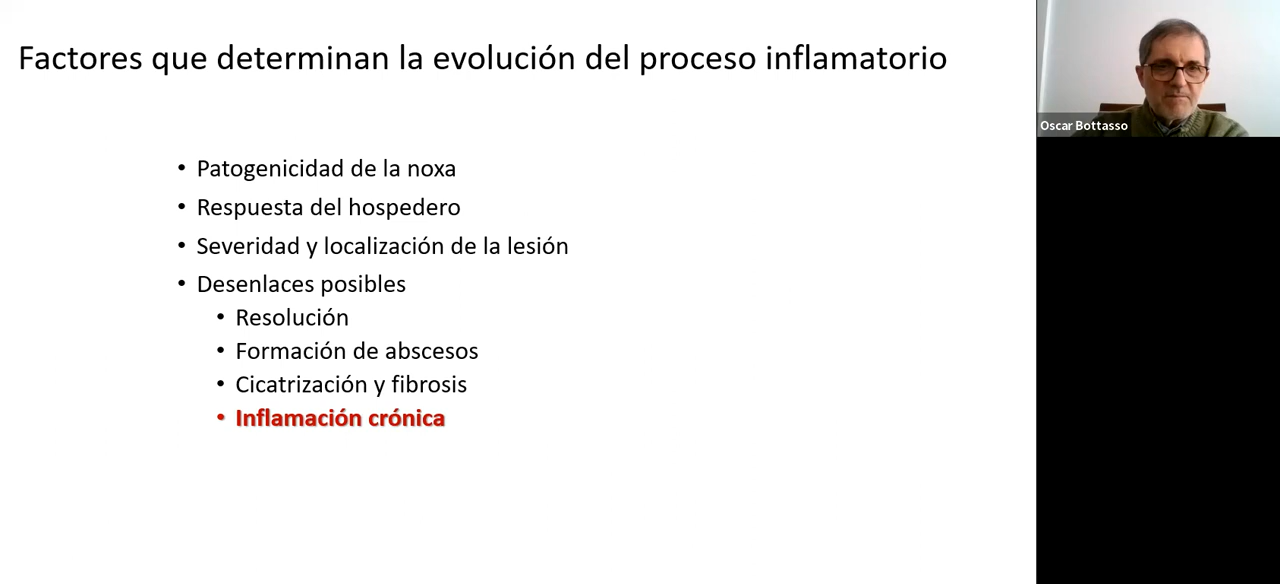 Factores que determinan la evolución del proceso inflamatorio
• Patogenicidad de la noxa
• Respuesta del hospedero
• Severidad y localización de la lesión
• Desenlaces posibles
• Resolución
• Formación de abscesos
• Cicatrización y fibrosis
• Inflamación crónica
Oscar Bottasso